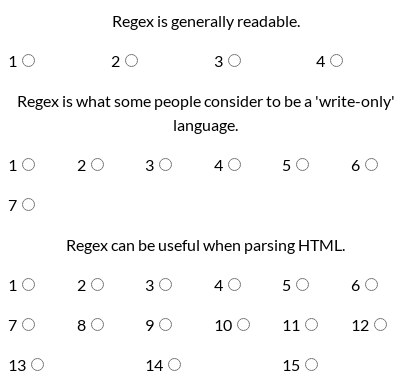 Regex is generally readable.
1 2 3 4
Regex is what some people consider to be a 'write-only'
language.
1 2 3 4 5 6
7
Regex can be useful when parsing HTML.
1 2 3 4 5 6
7 8 9 10 11 12
13 14 15